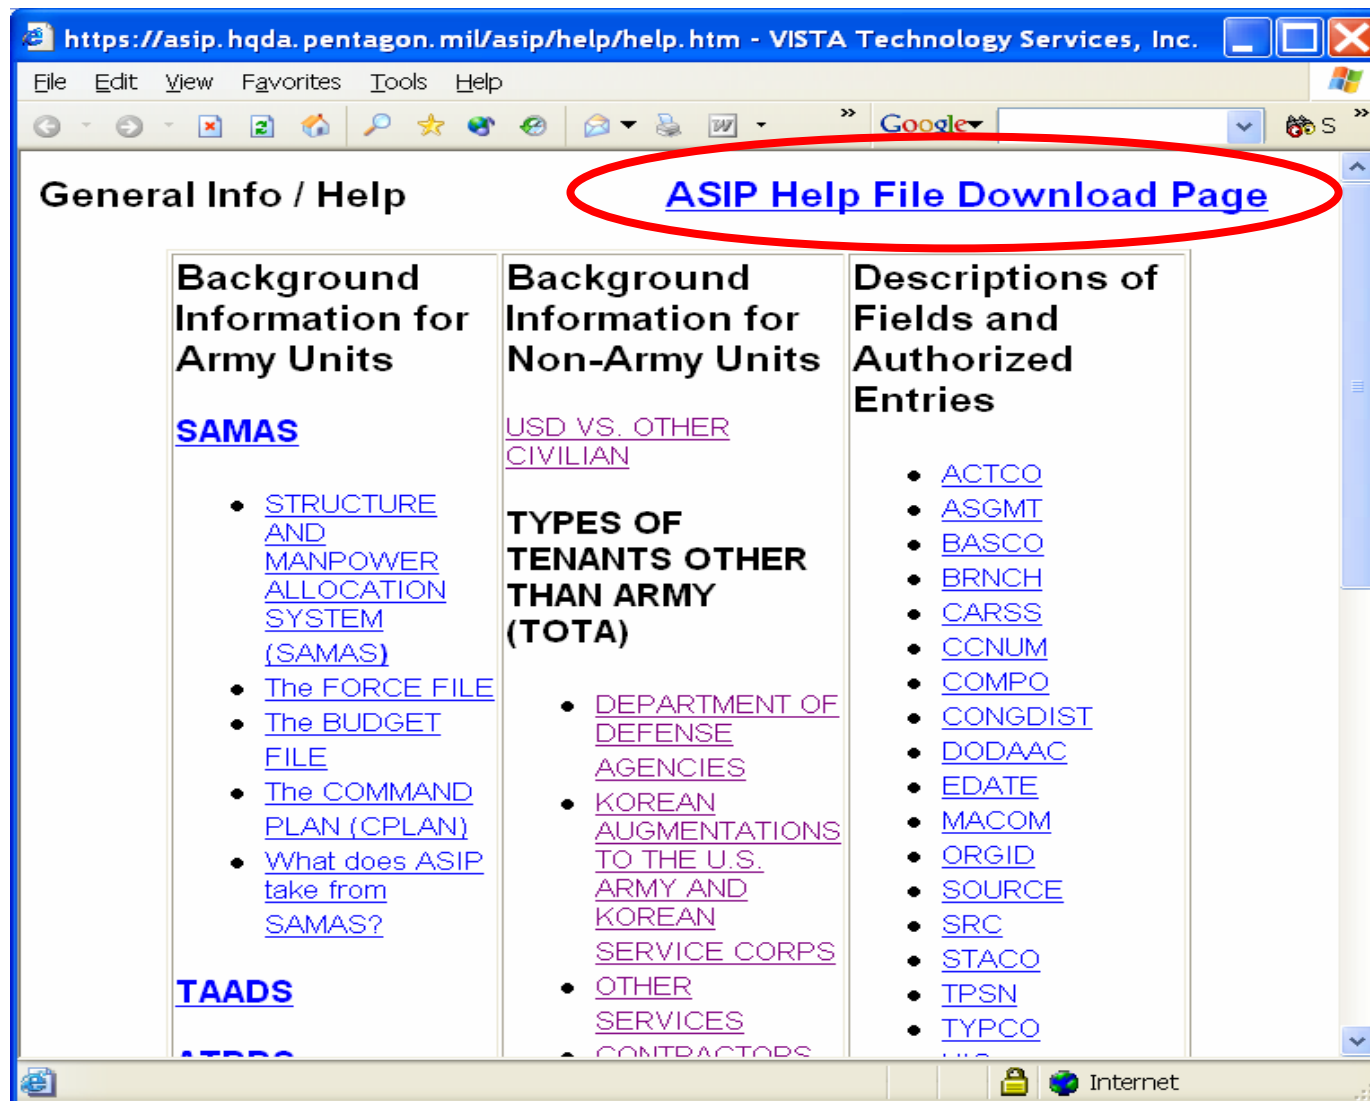 https://asip.hqda.pentagon.mil/asip/help/help.htm - VISTA Technology Services, Inc.
File Edit View Favorites Tools Help
» Google S »
General Info / Help
ASIP Help File Download Page
Background
Information for
Army Units
SAMAS
STRUCTURE
AND
MANPOWER
ALLOCATION
SYSTEM
(SAMAS)
The FORCE FILE
The BUDGET
FILE
The COMMAND
PLAN (CPLAN)
What does ASIP
take from
SAMAS?
TAADS
Background
Information for
Non-Army Units
USD VS. OTHER
CIVILIAN
TYPES OF
TENANTS OTHER
THAN ARMY
(TOTA)
DEPARTMENT OF
DEFENSE
AGENCIES
KOREAN
AUGMENTATIONS
TO THE U.S.
ARMY AND
KOREAN
SERVICE CORPS
OTHER
SERVICES
CONTRACTORS
Descriptions of
Fields and
Authorized
Entries
ACTCO
ASGMT
BASCO
BRNCH
CARSS
CCNUM
COMPO
CONGDIST
DODAAC
EDATE
MACOM
ORGID
SOURCE
SRC
STACO
TPSN
TYPCO
Internet